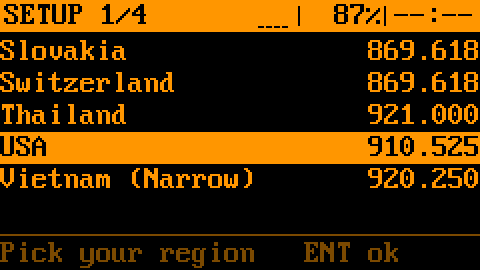 SETUP 1/4 ....| 87%|--:--
Slovakia 869.618
Switzerland 869.618
Thailand 921.000
USA 910.525
Vietnam (Narrow) 920.250
Pick your region ENT ok